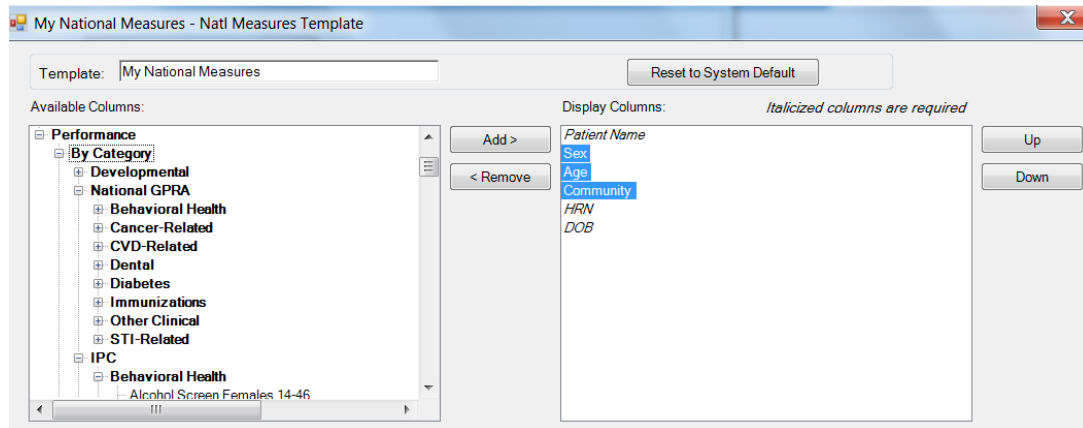 My National Measures - Natl Measures Template
Template: My National Measures
Reset to System Default
Available Columns:
Display Columns:
Italicized columns are required
Performance
By Category
Developmental
National GPRA
Behavioral Health
Cancer-Related
CVD-Related
Dental
Diabetes
Immunizations
Other Clinical
STI-Related
IPC
Behavioral Health
Alcohol Screen Females 14-46
Add >
< Remove
Patient Name
Sex
Age
Community
HRN
DOB
Up
Down